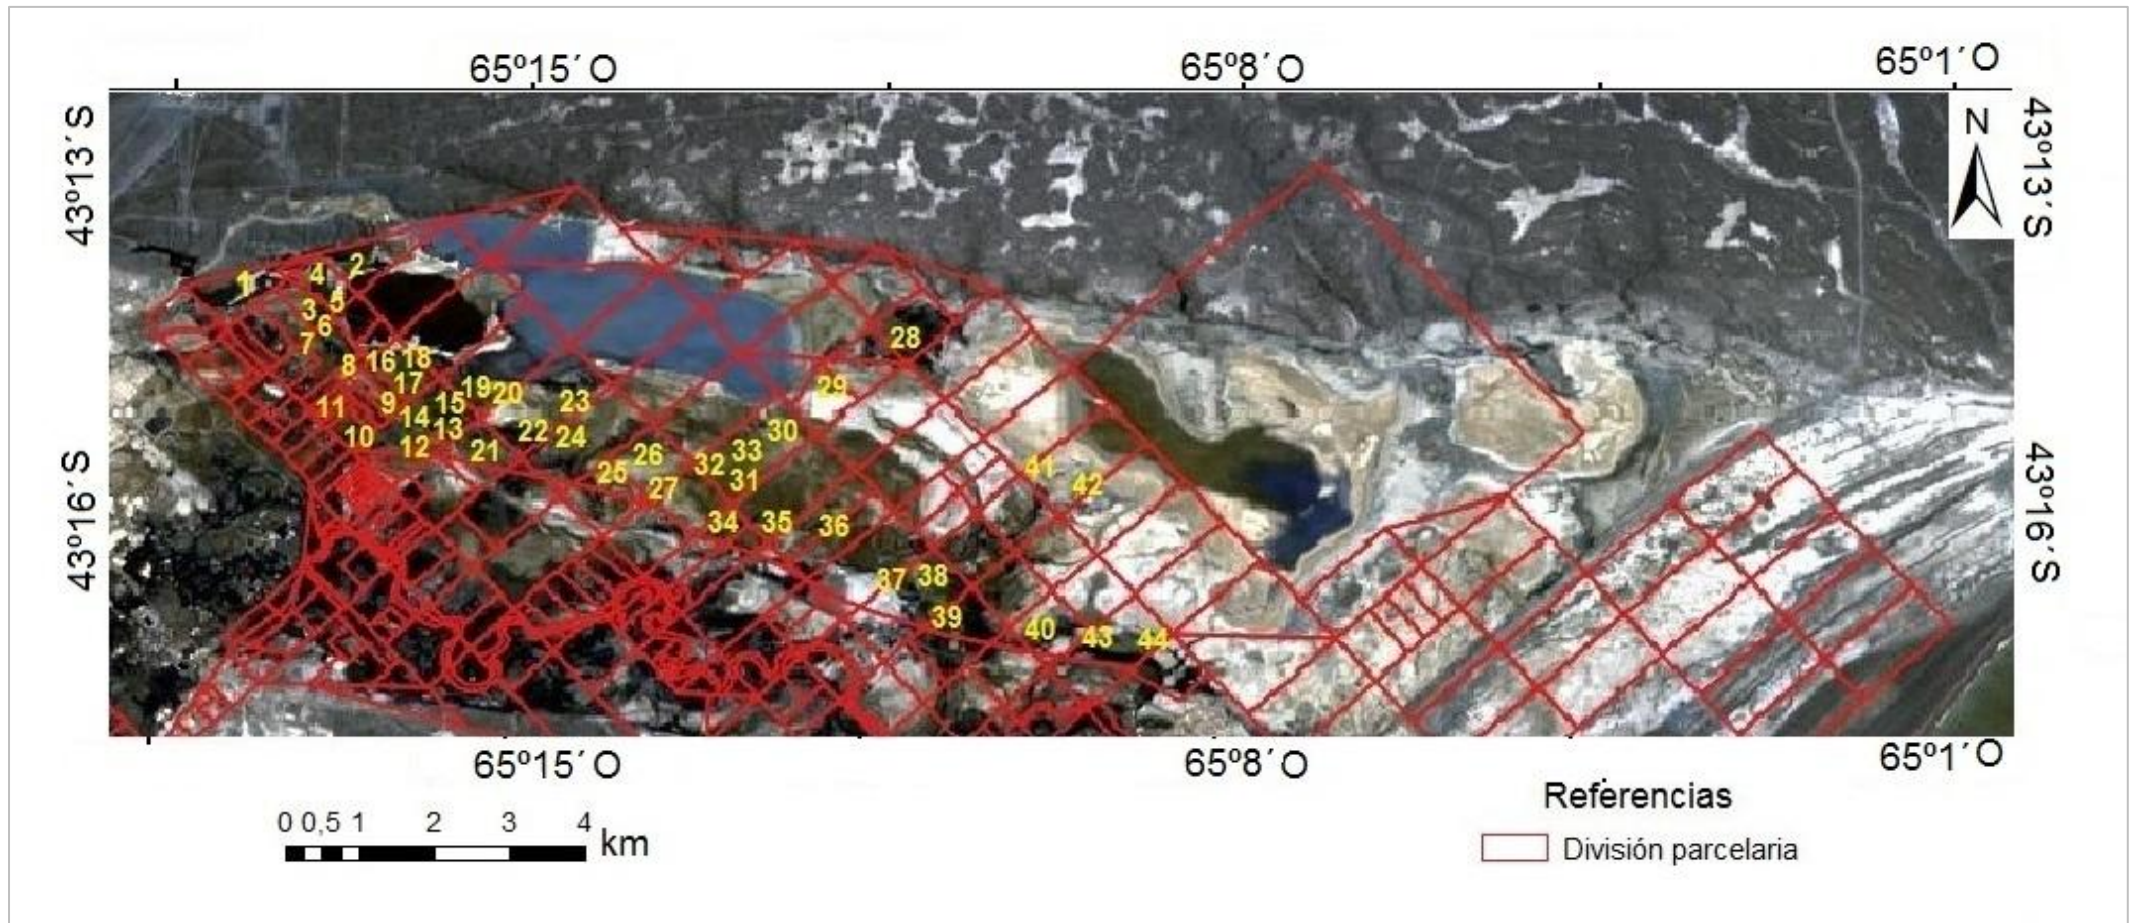 65º15´O 65º8´O 65º1´O
43º13´S 43º13´S
N
1 4 2
3 5
6
7 28
8 16 18
17 19 20 29
11 9 15 23
14
10 13 22 24 30
12 21
26 33
25 32 41
27 31 42
34 35 36
37 38
39 40 43 44
43º16´S 43º16´S
65º15´O 65º8´O 65º1´O
Referencias
0 0,5 1 2 3 4
km
División parcelaria